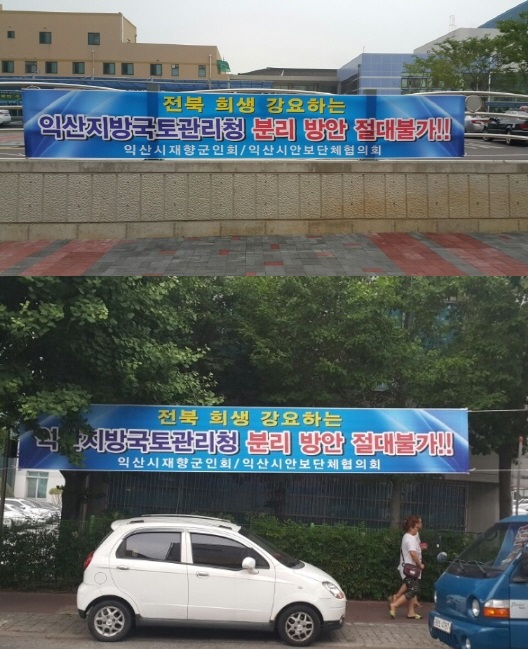 전북 희생 강요하는
익산지방국토관리청 분리 방안 절대불가!!
익산시재향군인회/익산시안보단체협의회
전북 희생 강요하는
익산지방국토관리청 분리 방안 절대불가!!
익산시재향군인회/익산시안보단체협의회